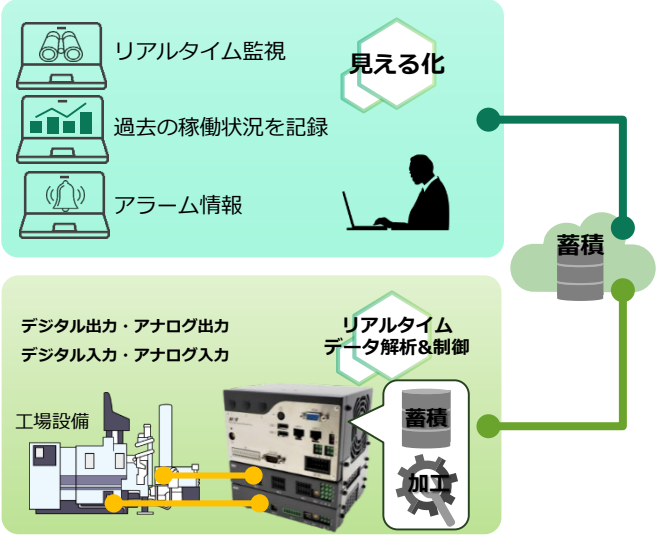 リアルタイム監視
見える化
過去の稼働状況を記録
アラーム情報
蓄積
デジタル出力・アナログ出力
デジタル入力・アナログ入力
リアルタイム
データ解析&制御
工場設備
蓄積
加工